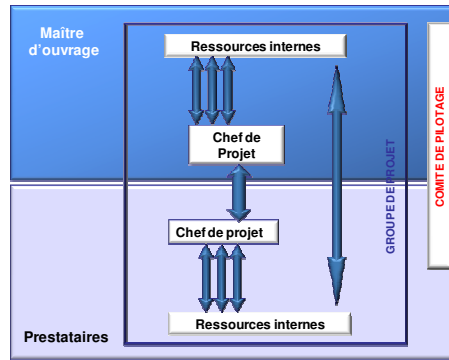 Maître
d'ouvrage
Ressources internes
Chef de
Projet
Chef de projet
Ressources internes
Prestataires
GROUPE DE PROJET
COMITE DE PILOTAGE